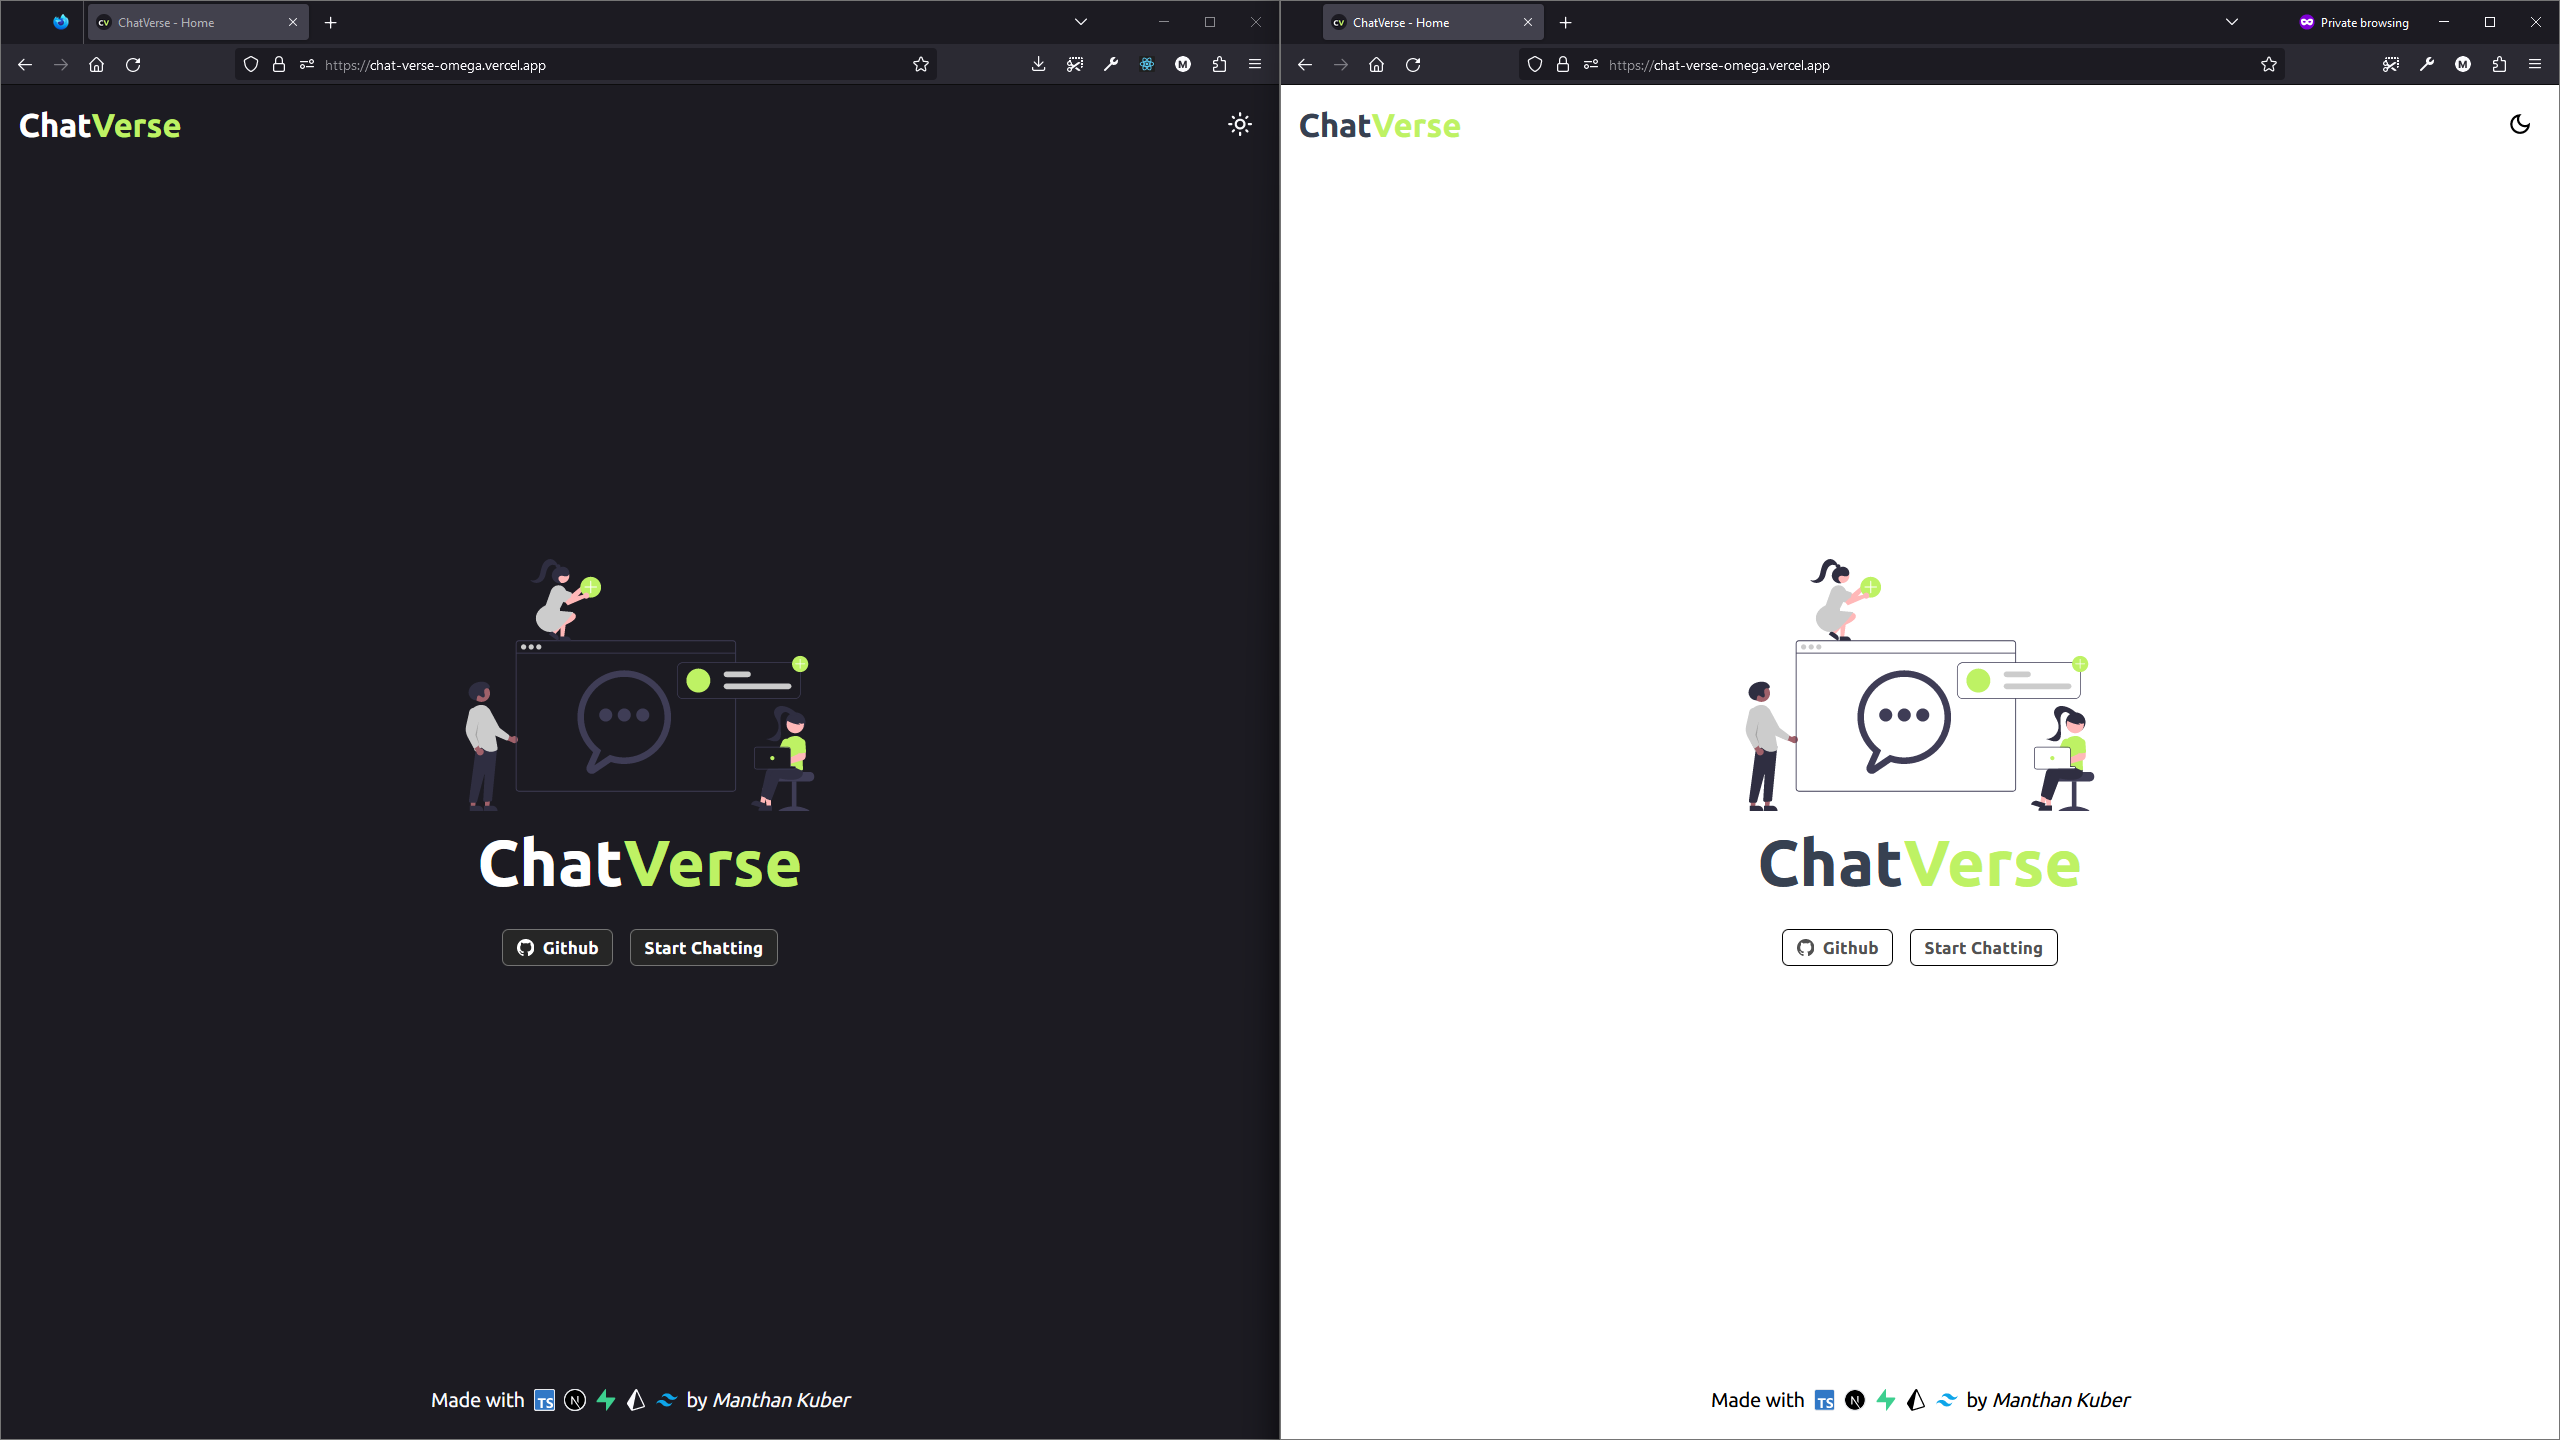 CV ChatVerse - Home
https://chat-verse-omega.vercel.app
M
ChatVerse
ChatVerse
Github
Start Chatting
Made with TS N by Manthan Kuber
CV ChatVerse - Home
Private browsing
https://chat-verse-omega.vercel.app
M
ChatVerse
ChatVerse
Github
Start Chatting
Made with TS N by Manthan Kuber